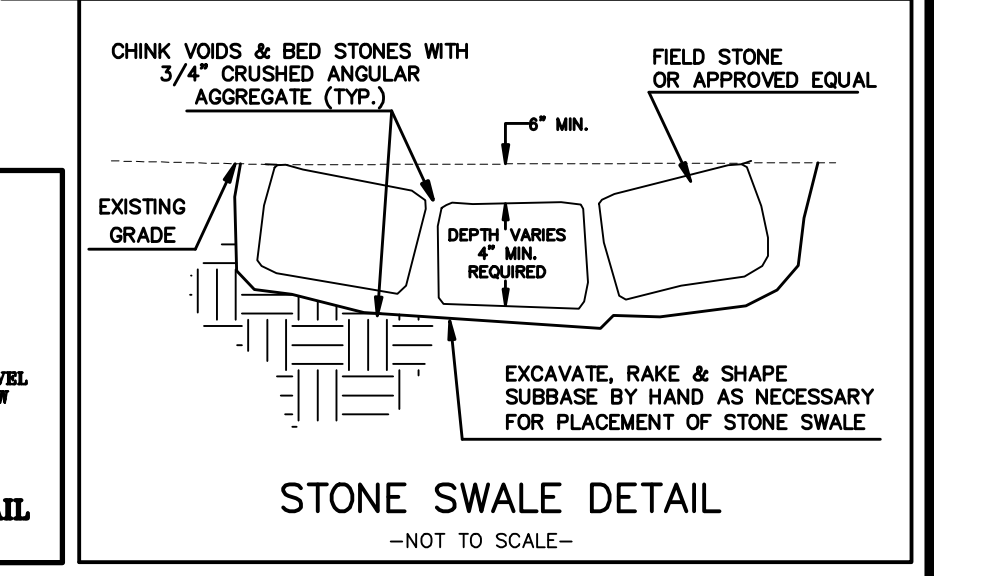 CHINK VOIDS & BED STONES WITH
3/4" CRUSHED ANGULAR
AGGREGATE (TYP.)
FIELD STONE
OR APPROVED EQUAL
6" MIN.
EXISTING
GRADE
DEPTH VARIES
4" MIN.
REQUIRED
EXCAVATE, RAKE & SHAPE
SUBBASE BY HAND AS NECESSARY
FOR PLACEMENT OF STONE SWALE
STONE SWALE DETAIL
-NOT TO SCALE-